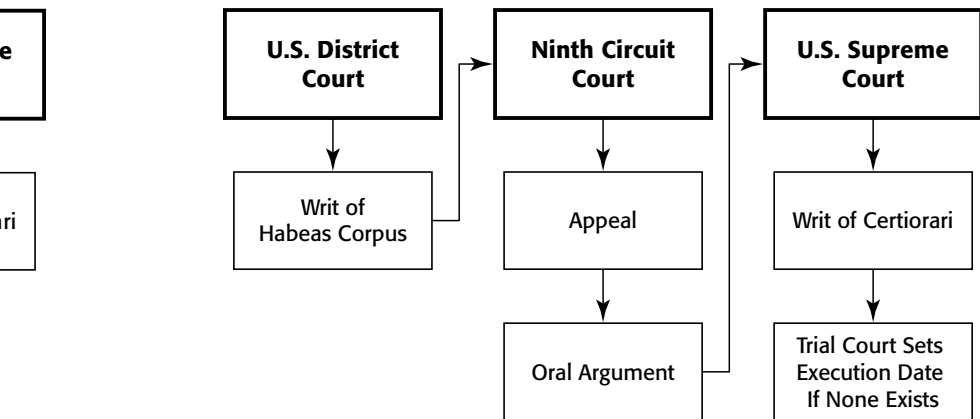 U.S. District
Court
Writ of
Habeas Corpus
Ninth Circuit
Court
Appeal
Oral Argument
U.S. Supreme
Court
Writ of Certiorari
Trial Court Sets
Execution Date
If None Exists